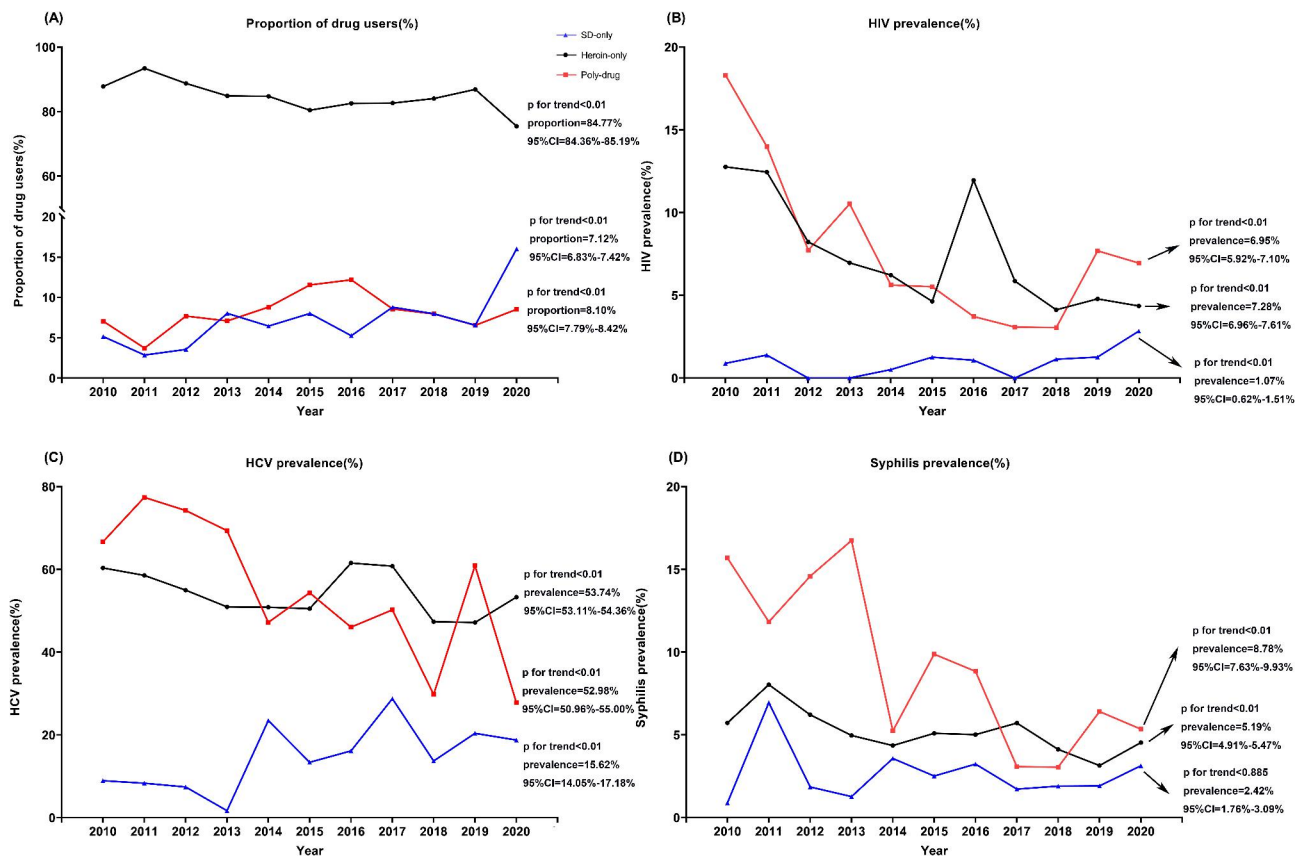 (A)
Proportion of drug users(%)
SD-only
Heroin-only
Poly-drug
Proportion of drug users(%)
100
80
60
20
15
10
5
0
p for trend<0.01
proportion=84.77%
95%CI=84.36%-85.19%
p for trend<0.01
proportion=7.12%
95%CI=6.83%-7.42%
p for trend<0.01
proportion=8.10%
95%CI=7.79%-8.42%
2010 2011 2012 2013 2014 2015 2016 2017 2018 2019 2020
Year
(B)
HIV prevalence(%)
HIV prevalence(%)
20
15
10
5
0
p for trend<0.01
prevalence=6.95%
95%CI=5.92%-7.10%
p for trend<0.01
prevalence=7.28%
95%CI=6.96%-7.61%
p for trend<0.01
prevalence=1.07%
95%CI=0.62%-1.51%
2010 2011 2012 2013 2014 2015 2016 2017 2018 2019 2020
Year
(C)
HCV prevalence(%)
HCV prevalence(%)
80
60
40
20
0
p for trend<0.01
prevalence=53.74%
95%CI=53.11%-54.36%
p for trend<0.01
prevalence=52.98%
95%CI=50.96%-55.00%
p for trend<0.01
prevalence=15.62%
95%CI=14.05%-17.18%
2010 2011 2012 2013 2014 2015 2016 2017 2018 2019 2020
Year
(D)
Syphilis prevalence(%)
Syphilis prevalence(%)
20
15
10
5
0
p for trend<0.01
prevalence=8.78%
95%CI=7.63%-9.93%
p for trend<0.01
prevalence=5.19%
95%CI=4.91%-5.47%
p for trend<0.885
prevalence=2.42%
95%CI=1.76%-3.09%
2010 2011 2012 2013 2014 2015 2016 2017 2018 2019 2020
Year